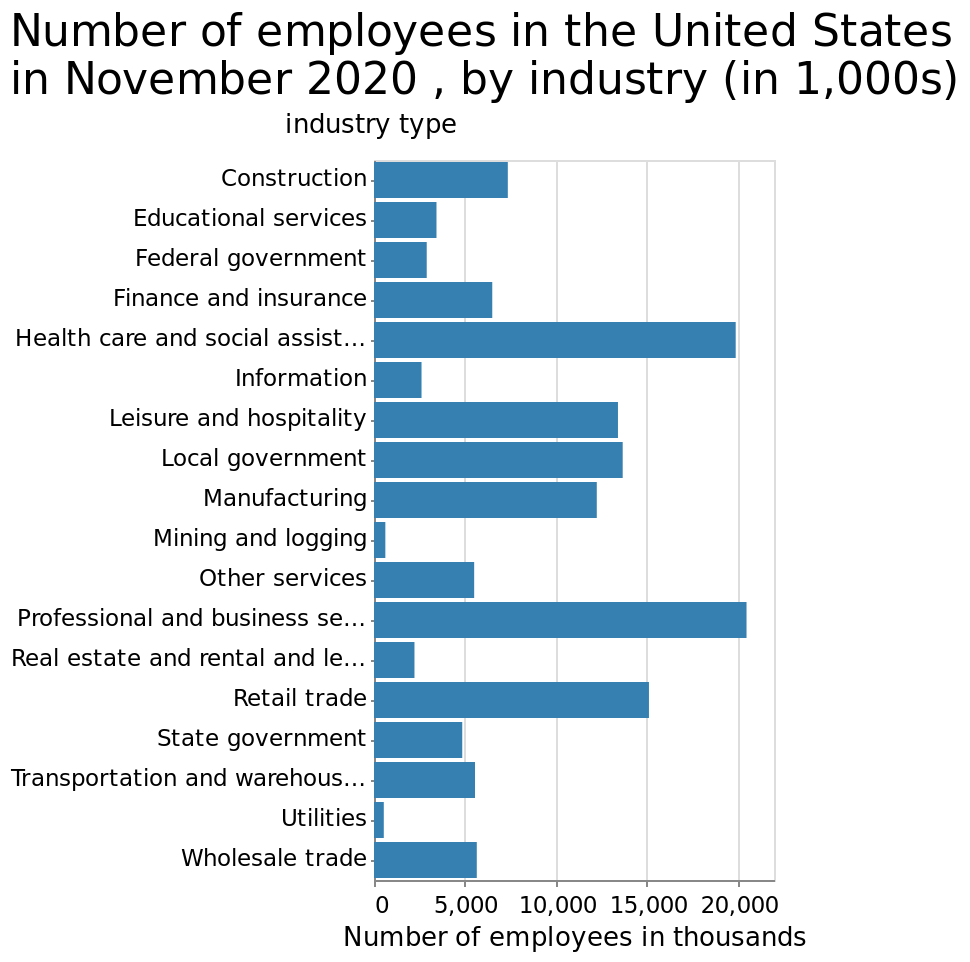 Number of employees in the United States
in November 2020 , by industry (in 1,000s)
industry type
Construction
Educational services
Federal government
Finance and insurance
Health care and social assist…
Information
Leisure and hospitality
Local government
Manufacturing
Mining and logging
Other services
Professional and business se…
Real estate and rental and le…
Retail trade
State government
Transportation and warehous…
Utilities
Wholesale trade
0 5,000 10,000 15,000 20,000
Number of employees in thousands